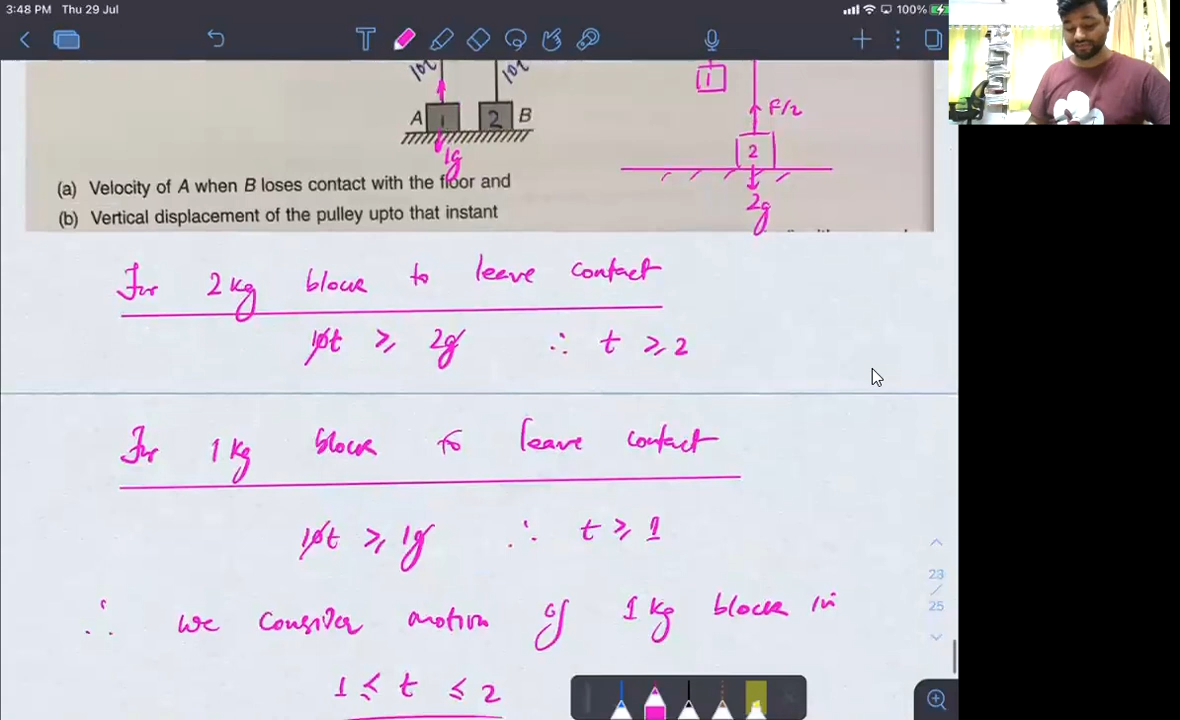 3:48 PM Thu 29 Jul
100%
10t 10t
1
F/2
A 1 2 B
2
1g
2g
(a) Velocity of A when B loses contact with the floor and
(b) Vertical displacement of the pulley upto that instant
For 2 kg block to leave contact
10t ≥ 2g ∴ t ≥ 2
For 1 kg block to leave contact
10t ≥ 1g ∴ t ≥ 1
23
/
25
∴ we consider motion of 1 kg block in
1 ≤ t ≤ 2